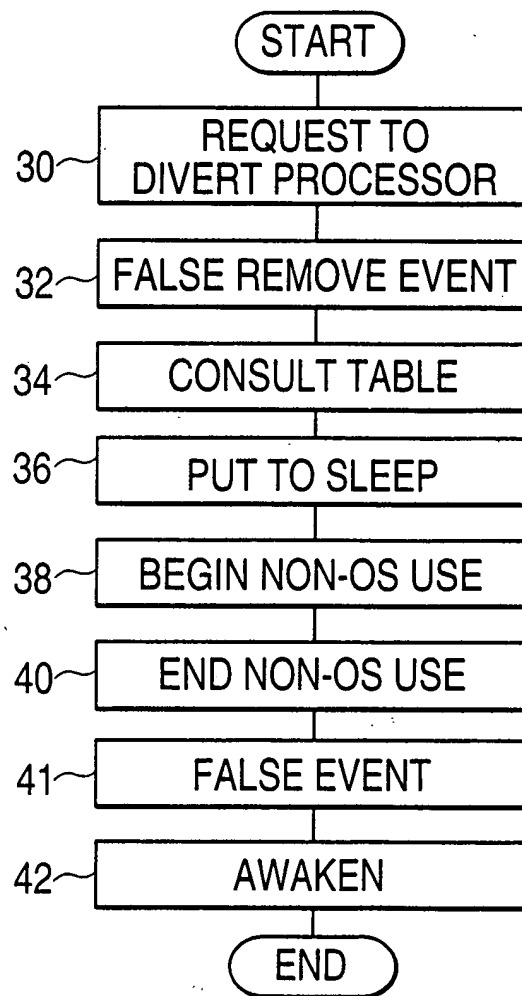 START
30
REQUEST TO
DIVERT PROCESSOR
32
FALSE REMOVE EVENT
34
CONSULT TABLE
36
PUT TO SLEEP
38
BEGIN NON-OS USE
40
END NON-OS USE
41
FALSE EVENT
42
AWAKEN
END